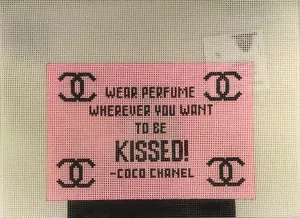 WEAR PERFUME
WHEREVER YOU WANT
TO BE
KISSED!
-COCO CHANEL